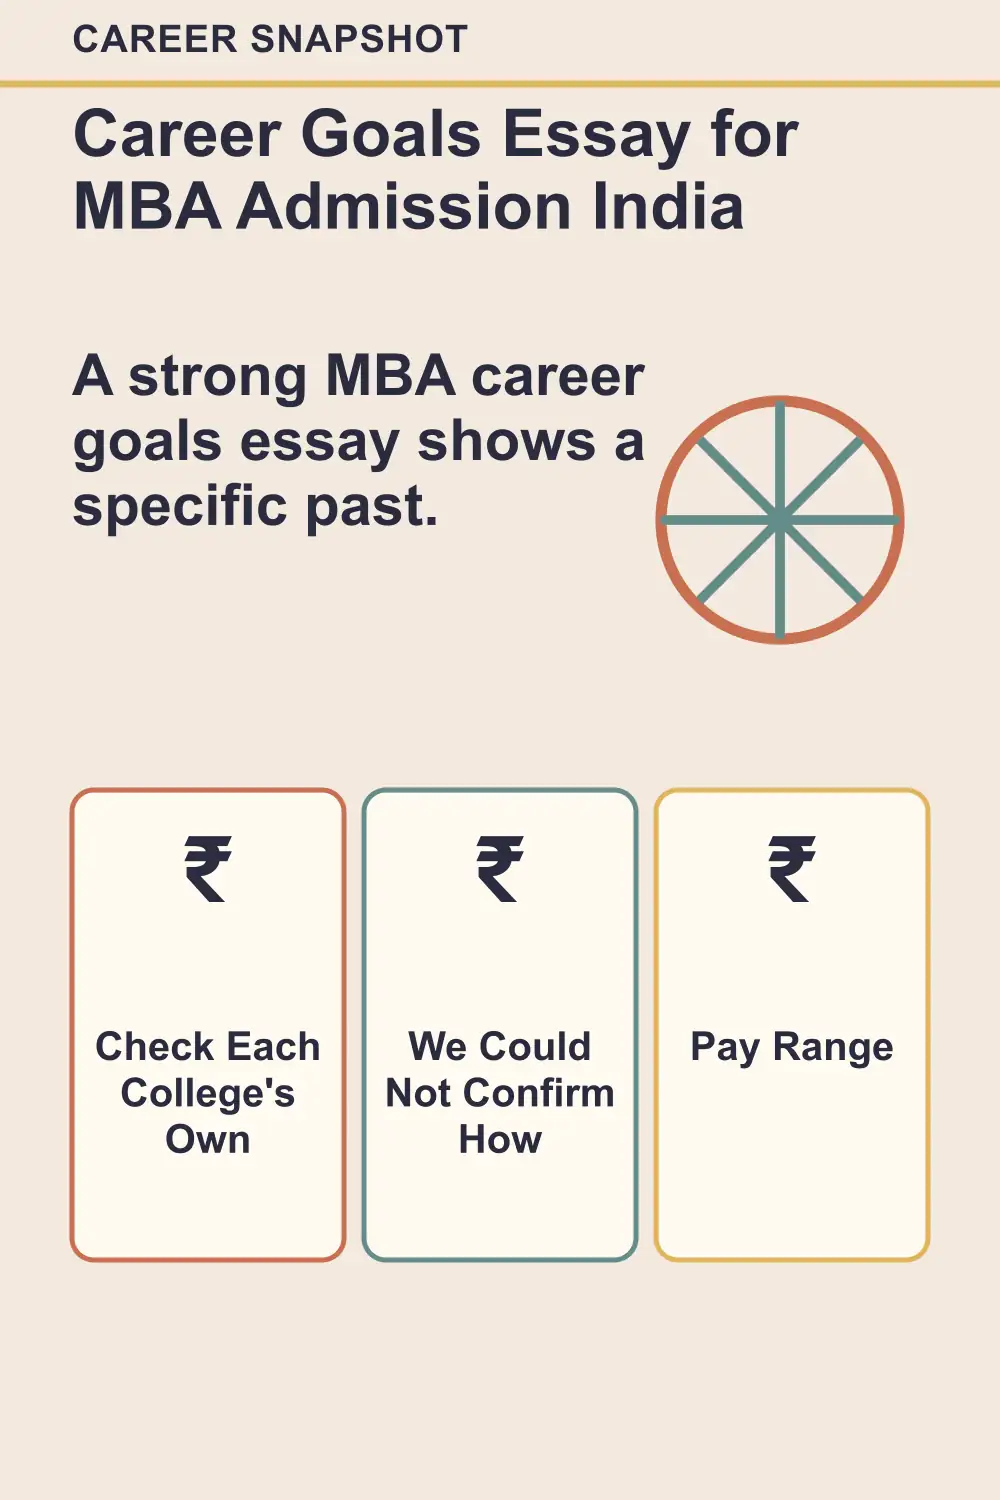 CAREER SNAPSHOT
Career Goals Essay for
MBA Admission India
A strong MBA career
goals essay shows a
specific past.
₹
Check Each
College's
Own
₹
We Could
Not Confirm
How
₹
Pay Range